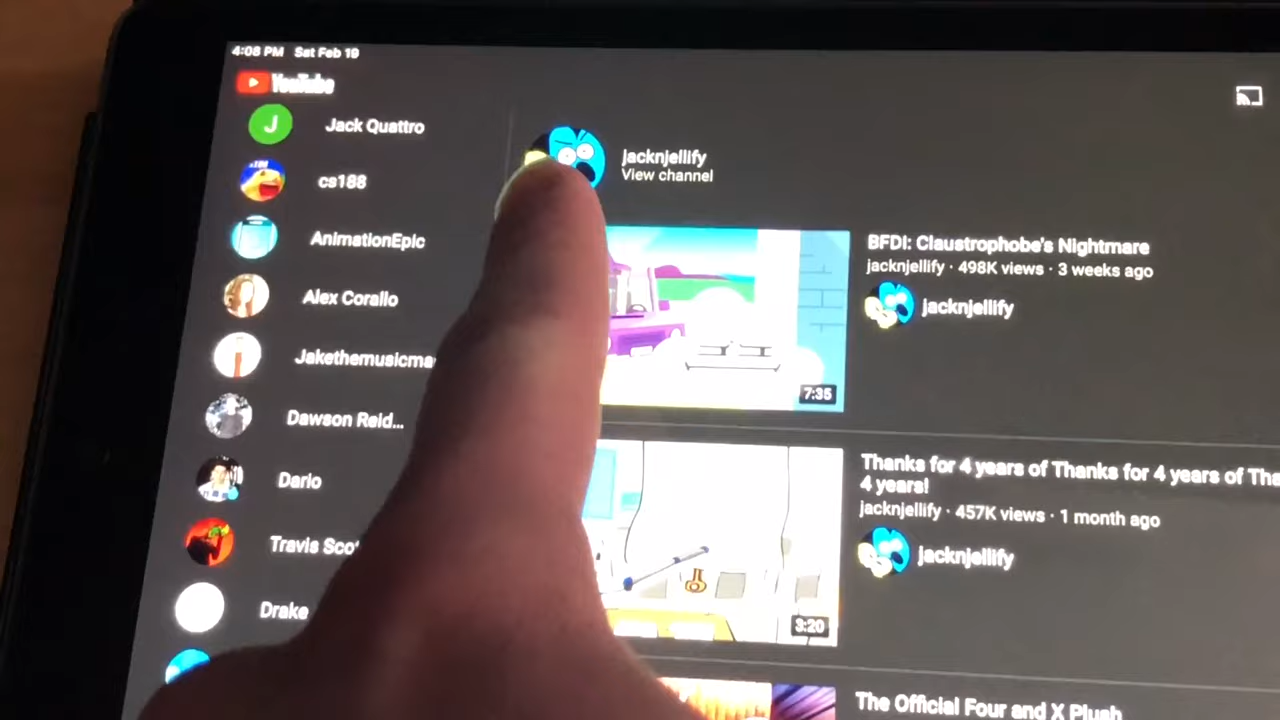 4:08 PM Sat Feb 19
YouTube
J
Jack Quattro
cs188
AnimationEpic
Alex Corallo
Jakethemusicma
Dawson Reid...
Dario
Travis Sco
Drake
jacknjellify
View channel
7:35
BFDI: Claustrophobe's Nightmare
jacknjellify · 498K views · 3 weeks ago
jacknjellify
3:20
Thanks for 4 years of Thanks for 4 years of Tha
4 years!
jacknjellify · 457K views · 1 month ago
jacknjellify
The Official Four and X Plush